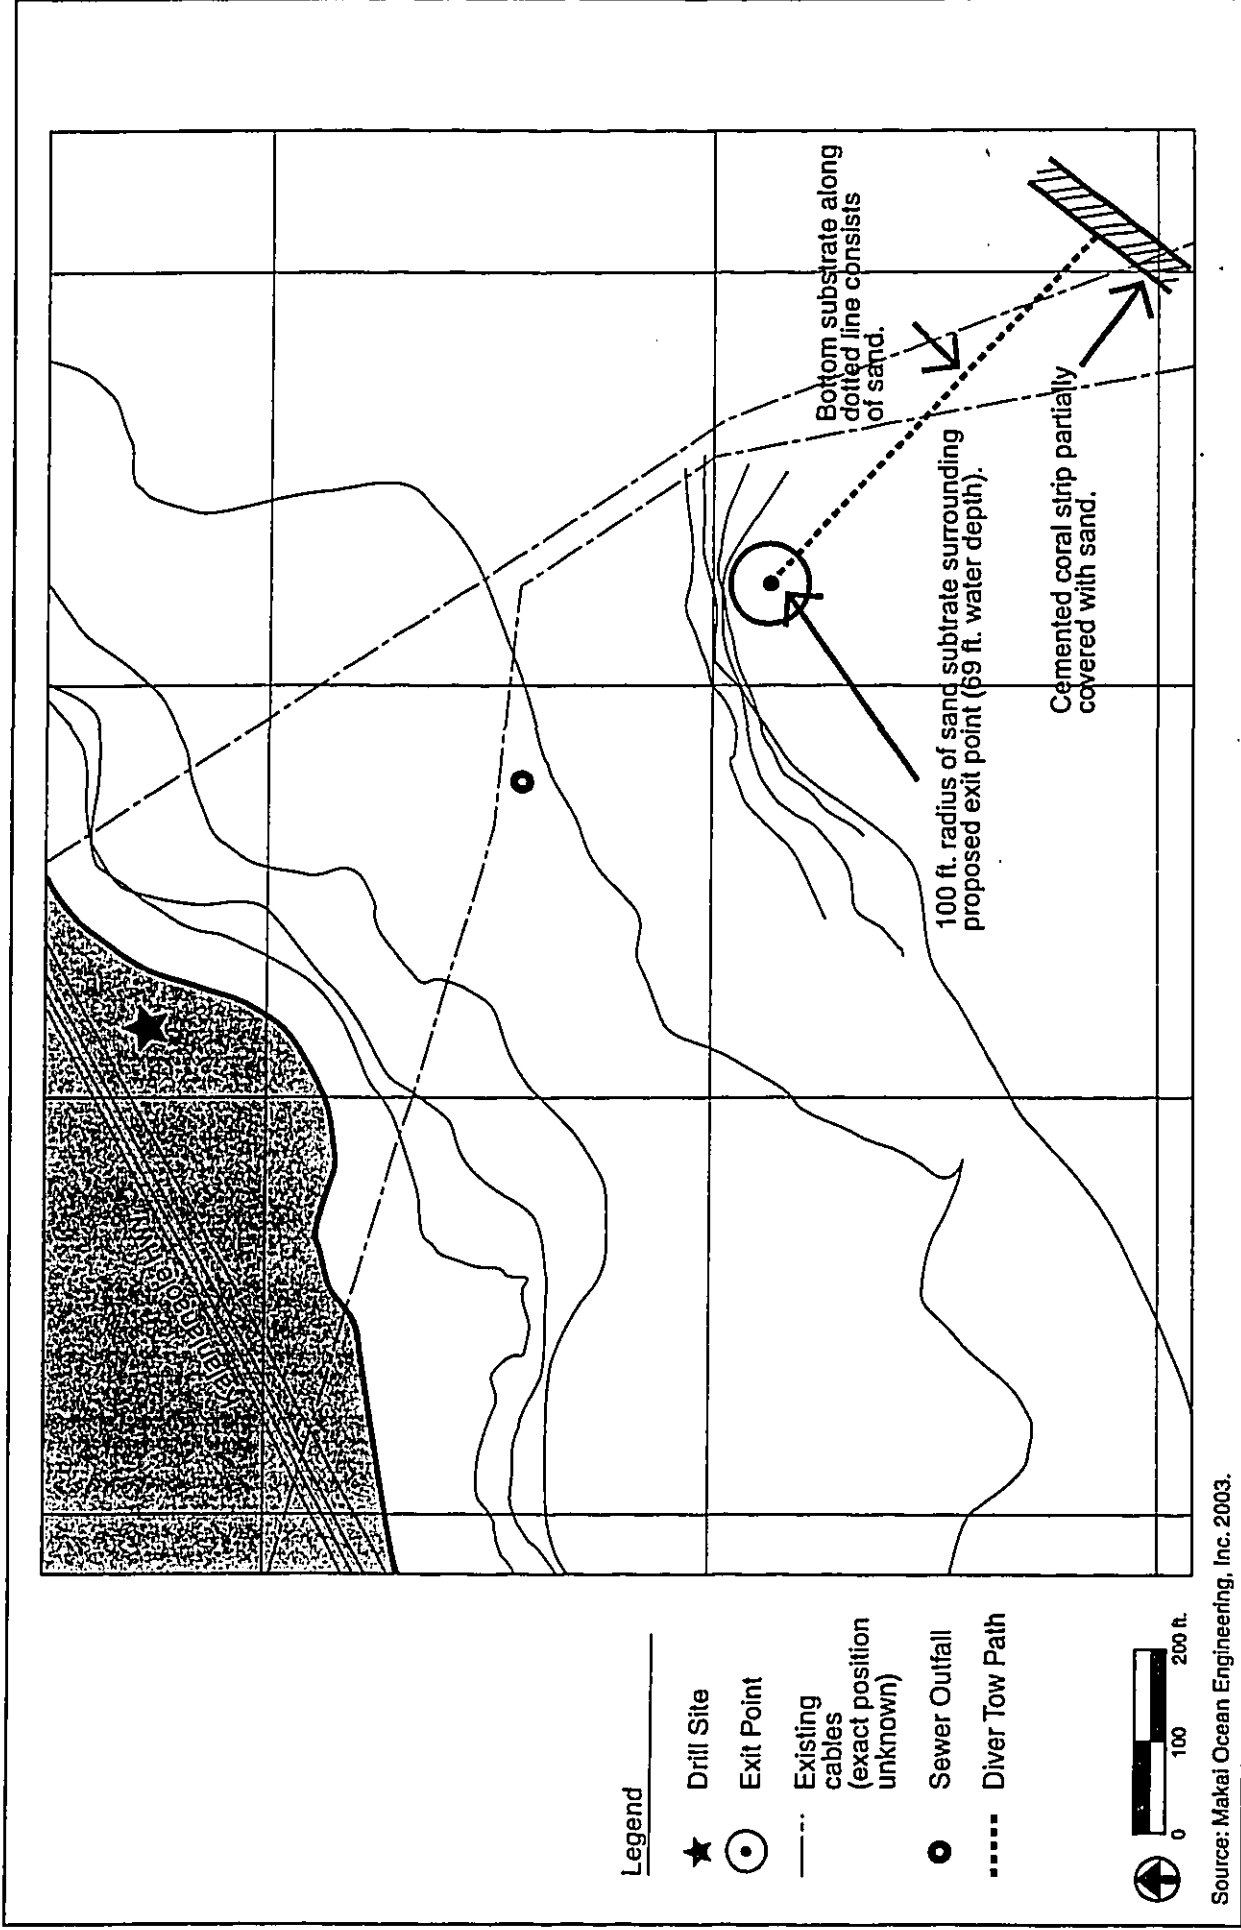 Kalanianaole HWY
Bottom substrate along
dotted line consists
of sand.
100 ft. radius of sand subtrate surrounding
proposed exit point (69 ft. water depth).
Cemented coral strip partially
covered with sand.
Legend
Drill Site
Exit Point
Existing
cables
(exact position
unknown)
Sewer Outfall
Diver Tow Path
0 100 200 ft.
Source: Makai Ocean Engineering, Inc. 2003.